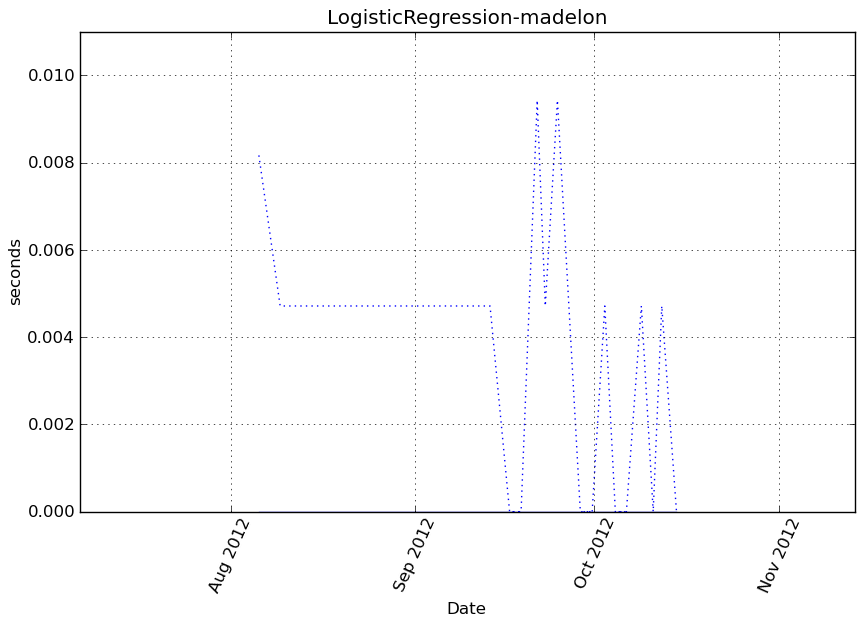 LogisticRegression-madelon
0.010
0.008
0.006
0.004
0.002
0.000
seconds
Aug 2012
Sep 2012
Oct 2012
Nov 2012
Date